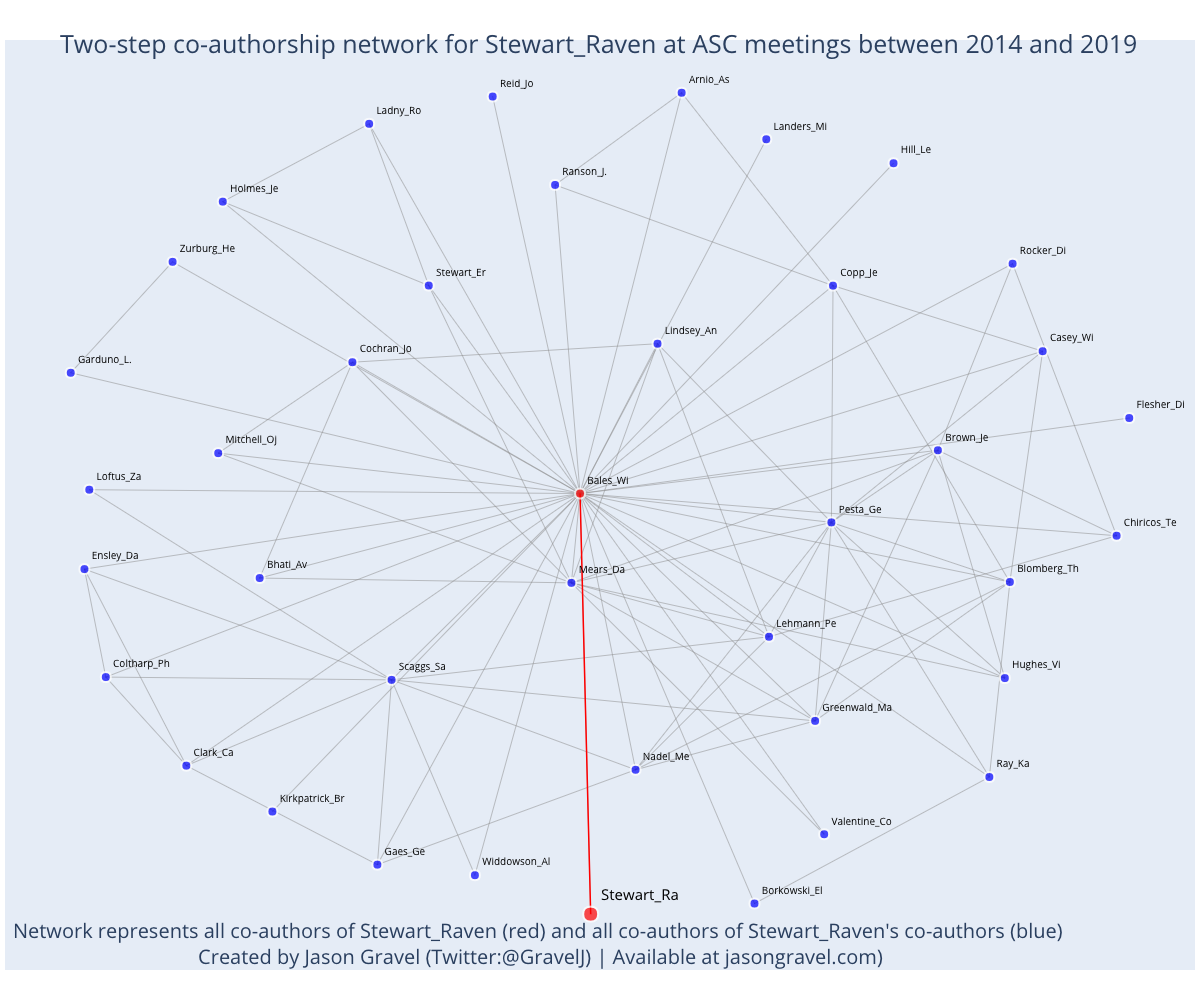 Two-step co-authorship network for Stewart_Raven at ASC meetings between 2014 and 2019
Reid_Jo
Arnio_As
Ladny_Ro
Landers_Mi
Hill_Le
Ranson_J.
Holmes_Je
Zurburg_He
Rocker_Di
Stewart_Er
Copp_Je
Lindsey_An
Casey_Wi
Cochran_Jo
Garduno_L.
Flesher_Di
Mitchell_Oj
Brown_Je
Loftus_Za
Bales_Wi
Pesta_Ge
Chiricos_Te
Ensley_Da
Bhati_Av
Mears_Da
Blomberg_Th
Lehmann_Pe
Coltharp_Ph
Scaggs_Sa
Hughes_Vi
Greenwald_Ma
Clark_Ca
Nadel_Me
Ray_Ka
Kirkpatrick_Br
Valentine_Co
Gaes_Ge
Widdowson_Al
Borkowski_El
Stewart_Ra
Network represents all co-authors of Stewart_Raven (red) and all co-authors of Stewart_Raven's co-authors (blue)
Created by Jason Gravel (Twitter:@GravelJ) | Available at jasongravel.com)